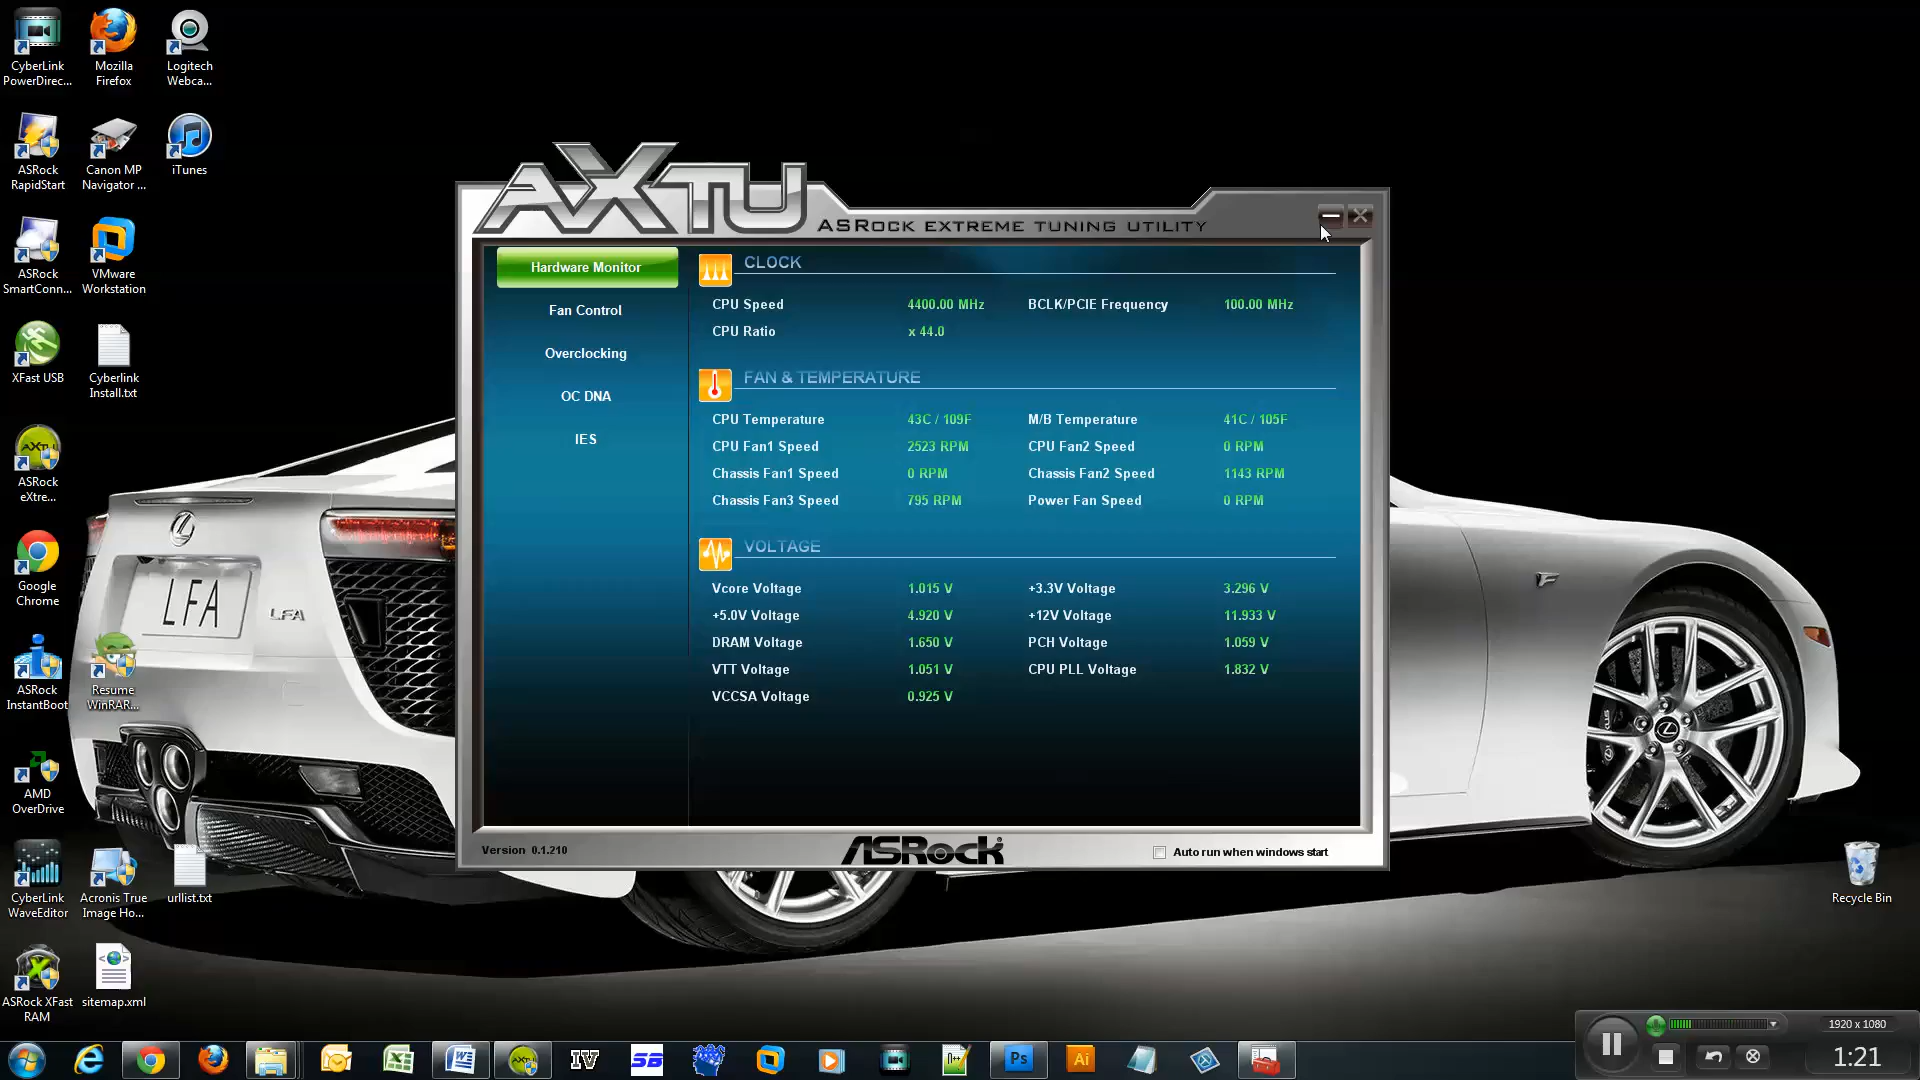 CyberLink
PowerDirec...
Mozilla
Firefox
Logitech
Webca...
ASRock
RapidStart
Canon MP
Navigator ...
iTunes
ASRock
SmartConn...
VMware
Workstation
XFast USB
Cyberlink
Install.txt
AXTU
ASRock
eXtre...
Google
Chrome
ASRock
InstantBoot
Resume
WinRAR...
AMD
OverDrive
CyberLink
WaveEditor
Acronis True
Image Ho...
urllist.txt
ASRock XFast
RAM
sitemap.xml
Recycle Bin
AXTU
ASRock EXTREME TUNING UTILITY
Hardware Monitor
Fan Control
Overclocking
OC DNA
IES
CLOCK
CPU Speed 4400.00 MHz BCLK/PCIE Frequency 100.00 MHz
CPU Ratio x 44.0
FAN & TEMPERATURE
CPU Temperature 43C / 109F M/B Temperature 41C / 105F
CPU Fan1 Speed 2523 RPM CPU Fan2 Speed 0 RPM
Chassis Fan1 Speed 0 RPM Chassis Fan2 Speed 1143 RPM
Chassis Fan3 Speed 795 RPM Power Fan Speed 0 RPM
VOLTAGE
Vcore Voltage 1.015 V +3.3V Voltage 3.296 V
+5.0V Voltage 4.920 V +12V Voltage 11.933 V
DRAM Voltage 1.650 V PCH Voltage 1.059 V
VTT Voltage 1.051 V CPU PLL Voltage 1.832 V
VCCSA Voltage 0.925 V
Version 0.1.210
ASRock
Auto run when windows start
LFA
LFA
F
AXTU
IV
SB
Ps
Ai
1920 x 1080
1:21